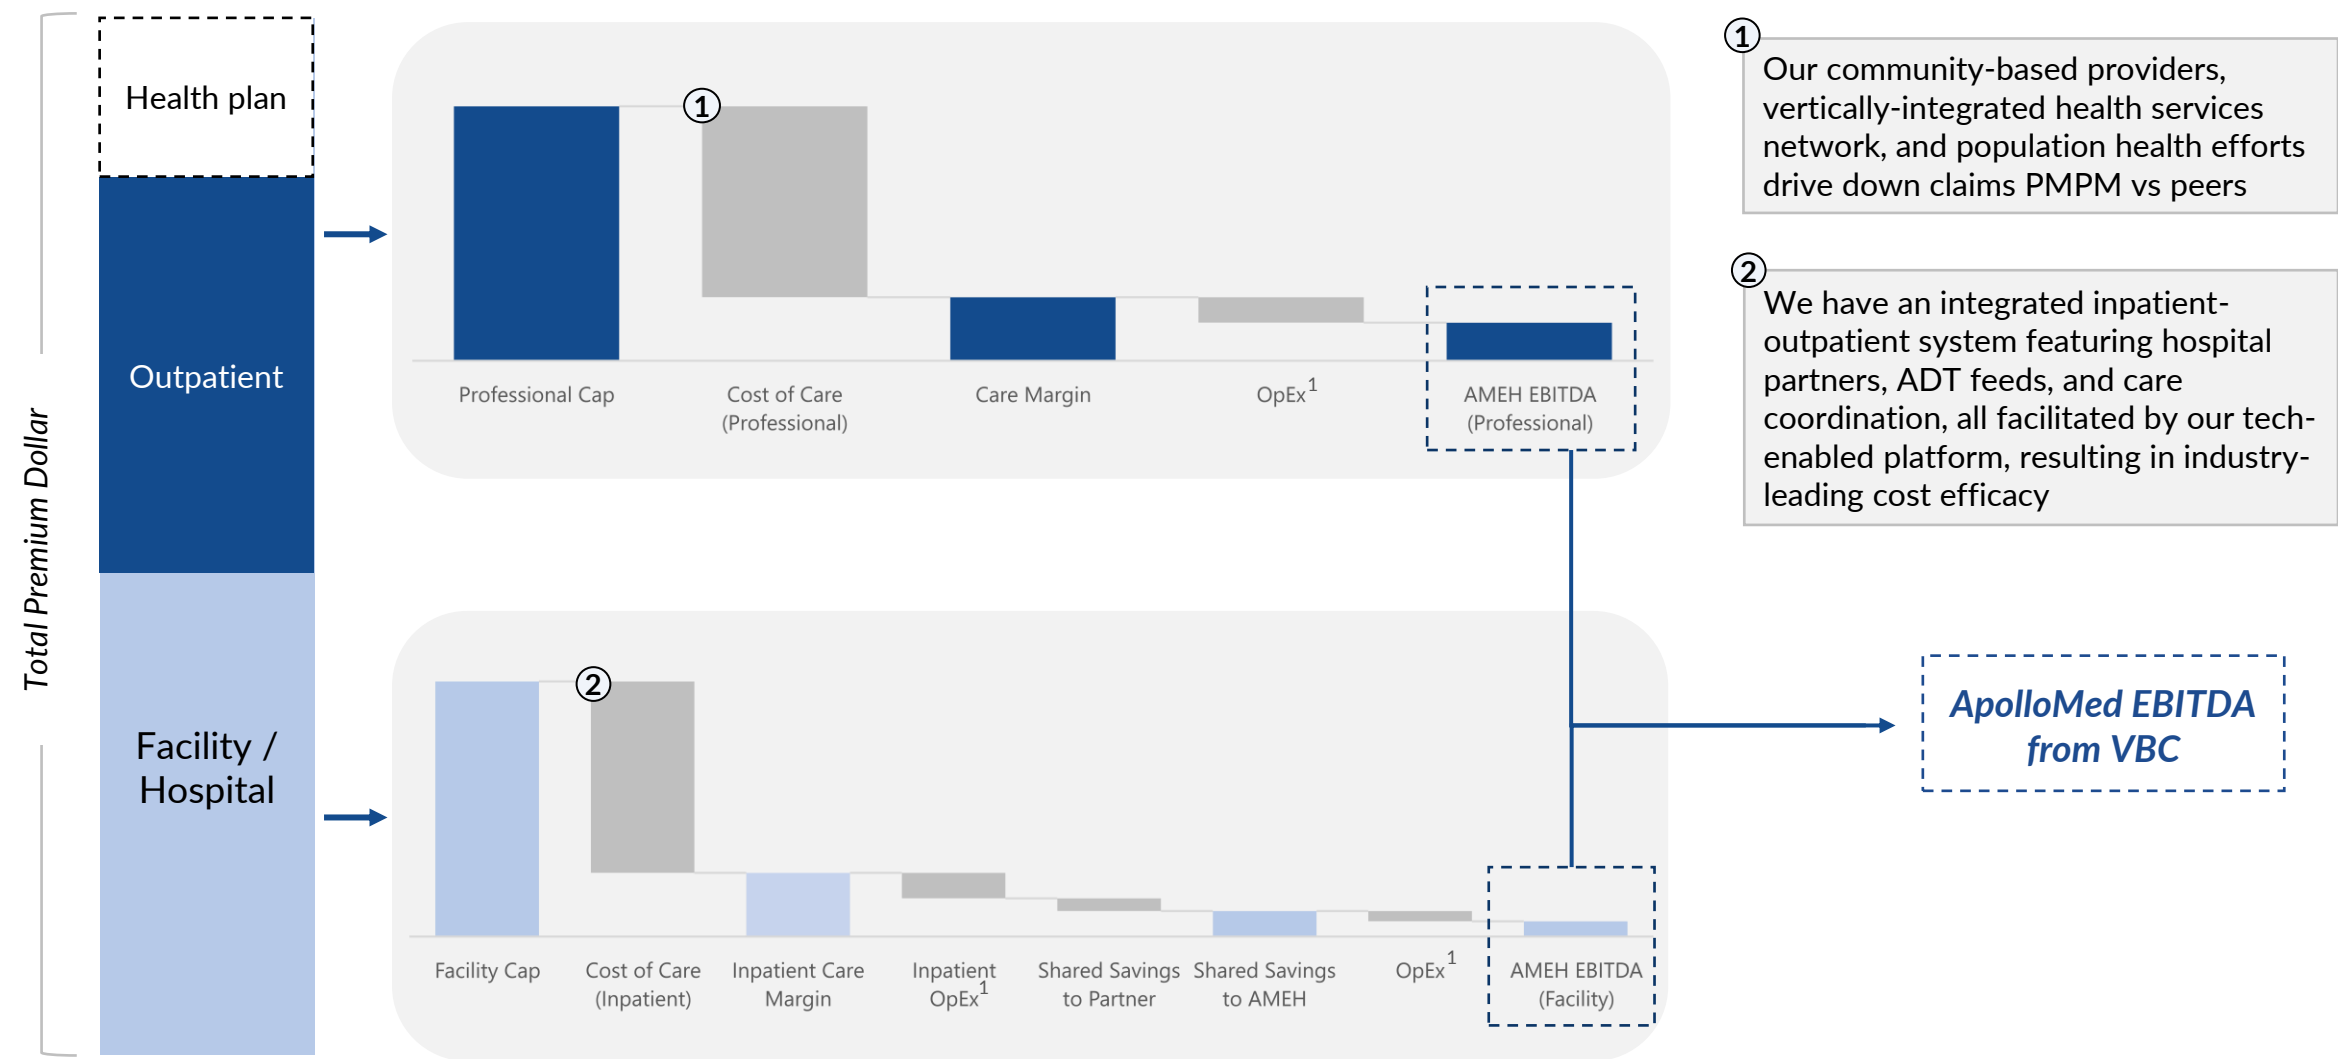 Total Premium Dollar
Health plan
Outpatient
Facility /
Hospital
1
Professional Cap
Cost of Care
(Professional)
Care Margin
OpEx1
AMEH EBITDA
(Professional)
2
Facility Cap
Cost of Care
(Inpatient)
Inpatient Care
Margin
Inpatient
OpEx1
Shared Savings
to Partner
Shared Savings
to AMEH
OpEx1
AMEH EBITDA
(Facility)
1
Our community-based providers,
vertically-integrated health services
network, and population health efforts
drive down claims PMPM vs peers
2
We have an integrated inpatient-
outpatient system featuring hospital
partners, ADT feeds, and care
coordination, all facilitated by our tech-
enabled platform, resulting in industry-
leading cost efficacy
ApolloMed EBITDA
from VBC